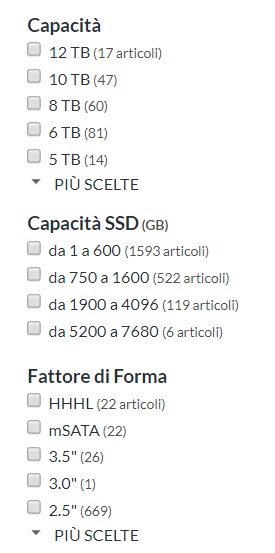 Capacità
12 TB (17 articoli)
10 TB (47)
8 TB (60)
6 TB (81)
5 TB (14)
PIÙ SCELTE
Capacità SSD (GB)
da 1 a 600 (1593 articoli)
da 750 a 1600 (522 articoli)
da 1900 a 4096 (119 articoli)
da 5200 a 7680 (6 articoli)
Fattore di Forma
HHHL (22 articoli)
mSATA (22)
3.5" (26)
3.0" (1)
2.5" (669)
PIÙ SCELTE